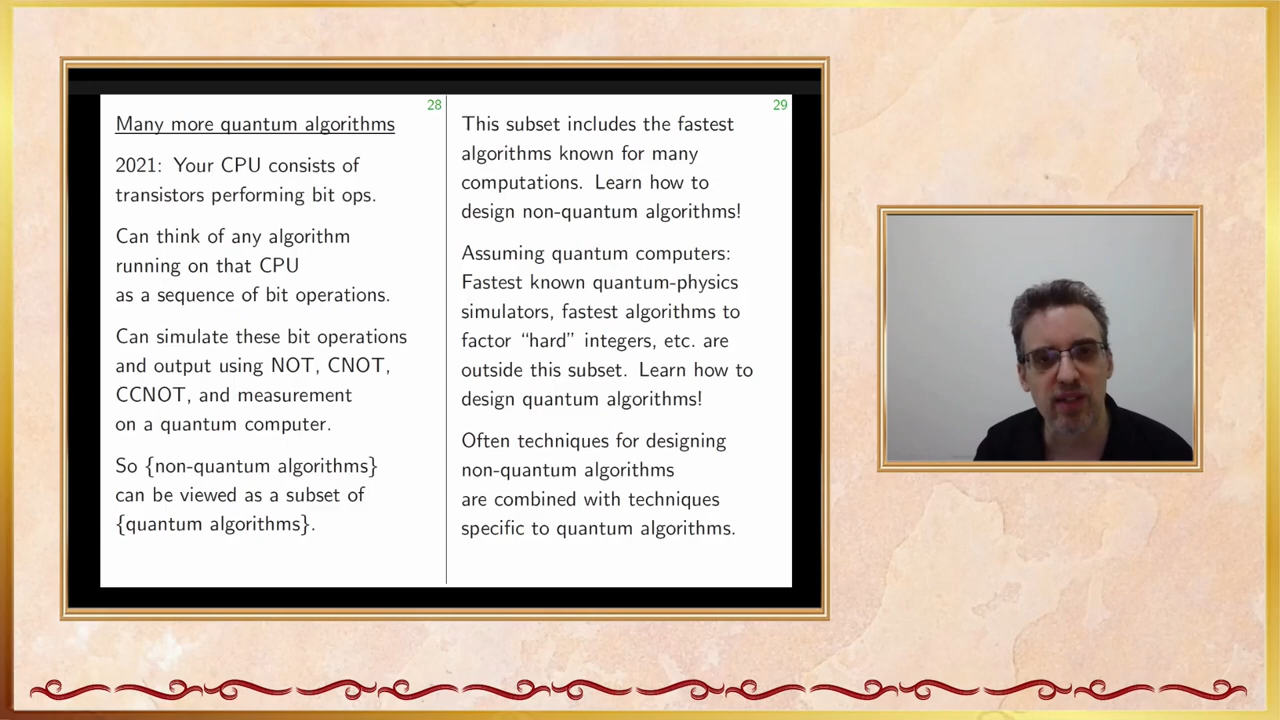 28
Many more quantum algorithms
2021: Your CPU consists of
transistors performing bit ops.
Can think of any algorithm
running on that CPU
as a sequence of bit operations.
Can simulate these bit operations
and output using NOT, CNOT,
CCNOT, and measurement
on a quantum computer.
So {non-quantum algorithms}
can be viewed as a subset of
{quantum algorithms}.
29
This subset includes the fastest
algorithms known for many
computations. Learn how to
design non-quantum algorithms!
Assuming quantum computers:
Fastest known quantum-physics
simulators, fastest algorithms to
factor “hard” integers, etc. are
outside this subset. Learn how to
design quantum algorithms!
Often techniques for designing
non-quantum algorithms
are combined with techniques
specific to quantum algorithms.